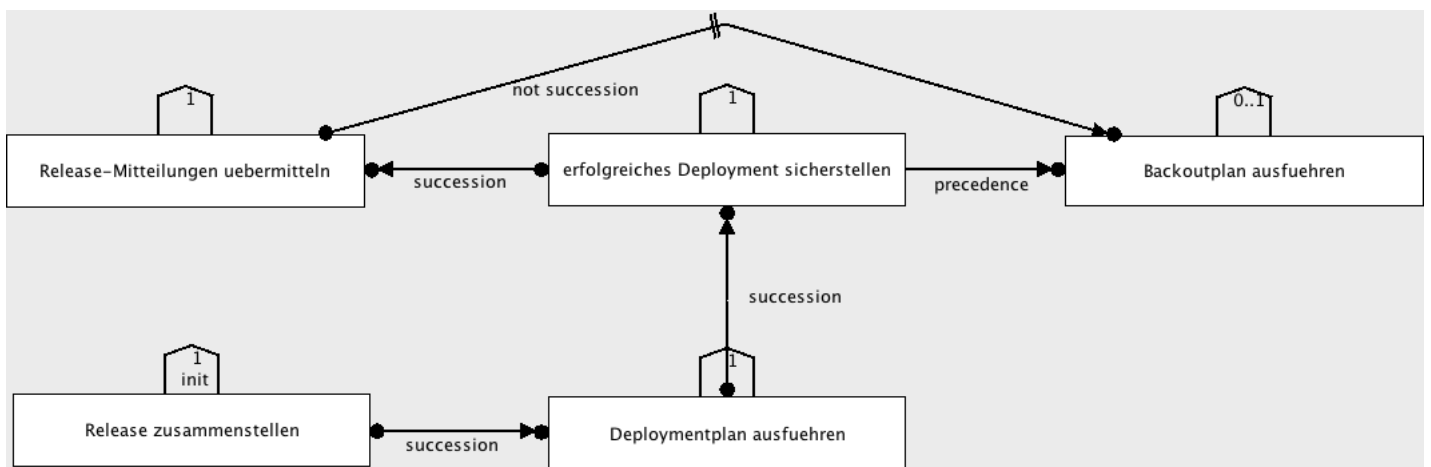 not succession
1
1
0..1
Release-Mitteilungen uebermitteln
succession
erfolgreiches Deployment sicherstellen
precedence
Backoutplan ausfuehren
succession
1
init
1
Release zusammenstellen
succession
Deploymentplan ausfuehren